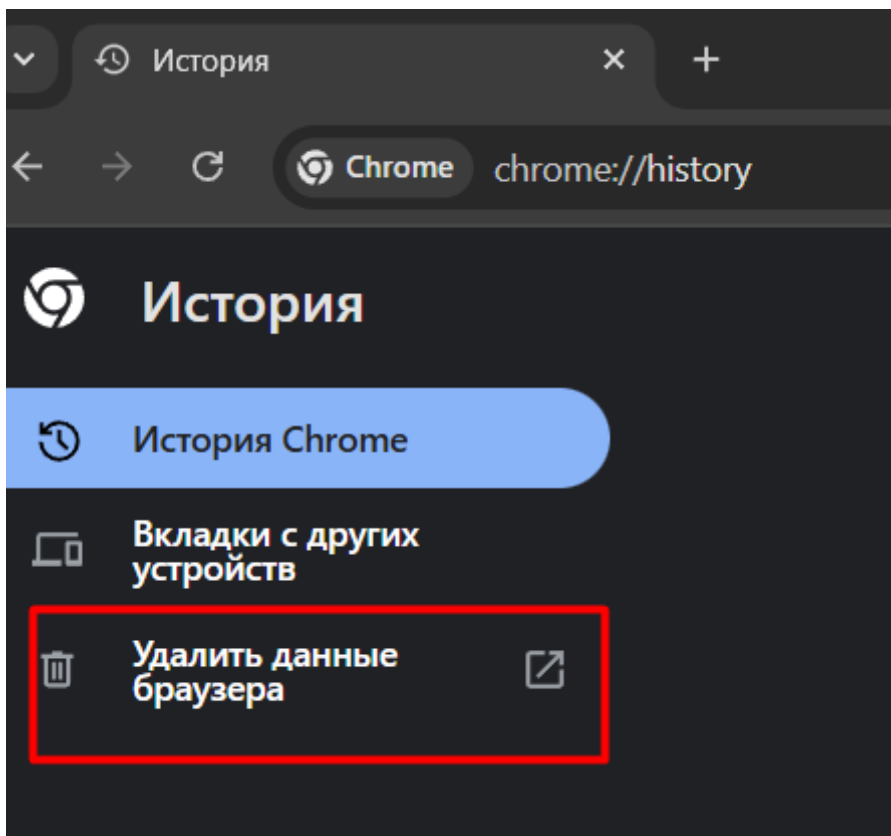 История
Chrome chrome://history
История
История Chrome
Вкладки с других
устройств
Удалить данные
браузера